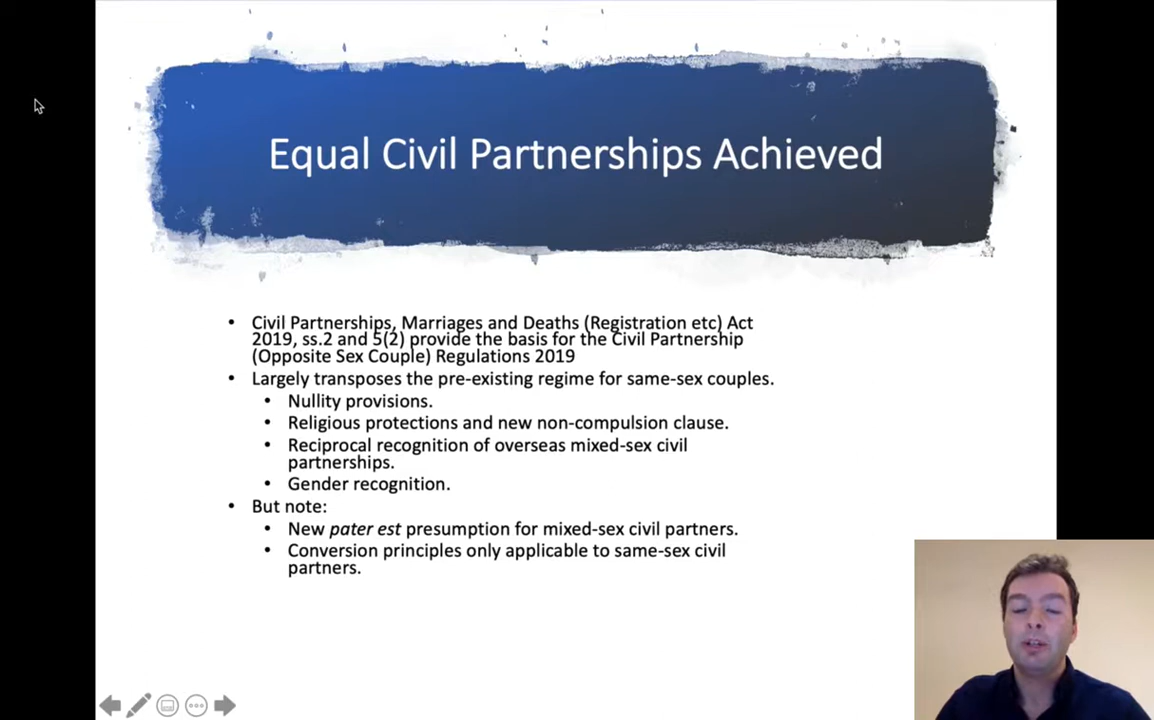 Equal Civil Partnerships Achieved
• Civil Partnerships, Marriages and Deaths (Registration etc) Act
2019, ss.2 and 5(2) provide the basis for the Civil Partnership
(Opposite Sex Couple) Regulations 2019
• Largely transposes the pre-existing regime for same-sex couples.
• Nullity provisions.
• Religious protections and new non-compulsion clause.
• Reciprocal recognition of overseas mixed-sex civil
partnerships.
• Gender recognition.
• But note:
• New pater est presumption for mixed-sex civil partners.
• Conversion principles only applicable to same-sex civil
partners.